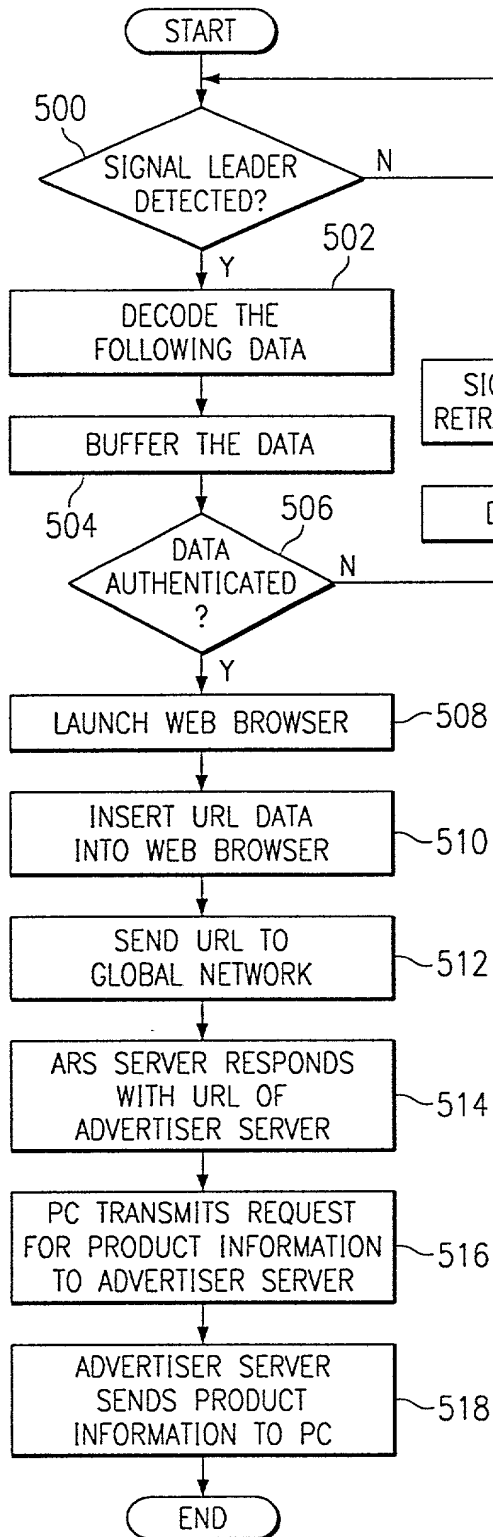 START
500
SIGNAL LEADER
DETECTED?
N
Y
502
DECODE THE
FOLLOWING DATA
BUFFER THE DATA
504
506
DATA
AUTHENTICATED
?
N
Y
LAUNCH WEB BROWSER
508
INSERT URL DATA
INTO WEB BROWSER
510
SEND URL TO
GLOBAL NETWORK
512
ARS SERVER RESPONDS
WITH URL OF
ADVERTISER SERVER
514
PC TRANSMITS REQUEST
FOR PRODUCT INFORMATION
TO ADVERTISER SERVER
516
ADVERTISER SERVER
SENDS PRODUCT
INFORMATION TO PC
518
END